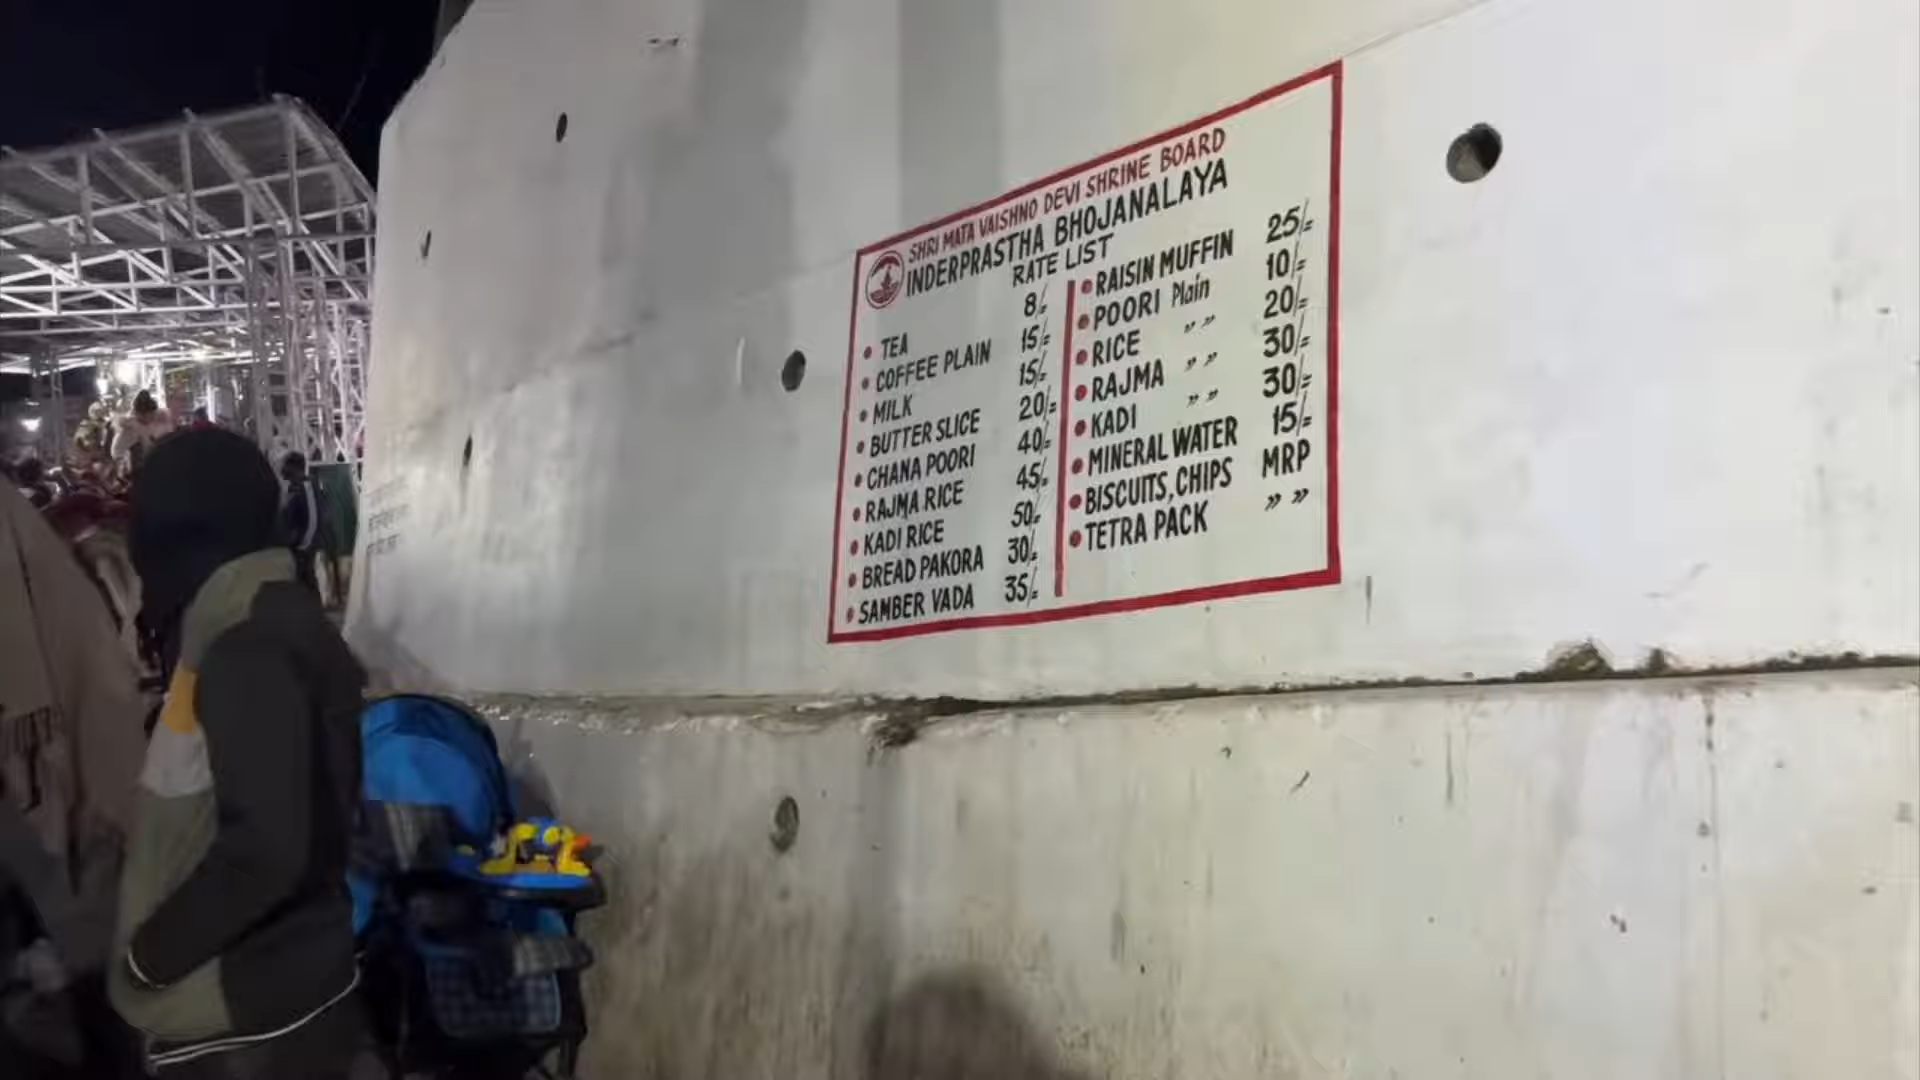 SHRI MATA VAISHNO DEVI SHRINE BOARD
INDERPRASTHA BHOJANALAYA
RATE LIST
• TEA 8/=
• COFFEE PLAIN 15/=
• MILK 15/=
• BUTTER SLICE 20/=
• CHANA POORI 40/=
• RAJMA RICE 45/=
• KADI RICE 50/=
• BREAD PAKORA 30/=
• SAMBER VADA 35/=
• RAISIN MUFFIN 25/=
• POORI Plain 10/=
• RICE " " 20/=
• RAJMA " " 30/=
• KADI " " 30/=
• MINERAL WATER 15/=
• BISCUITS, CHIPS MRP
• TETRA PACK " "